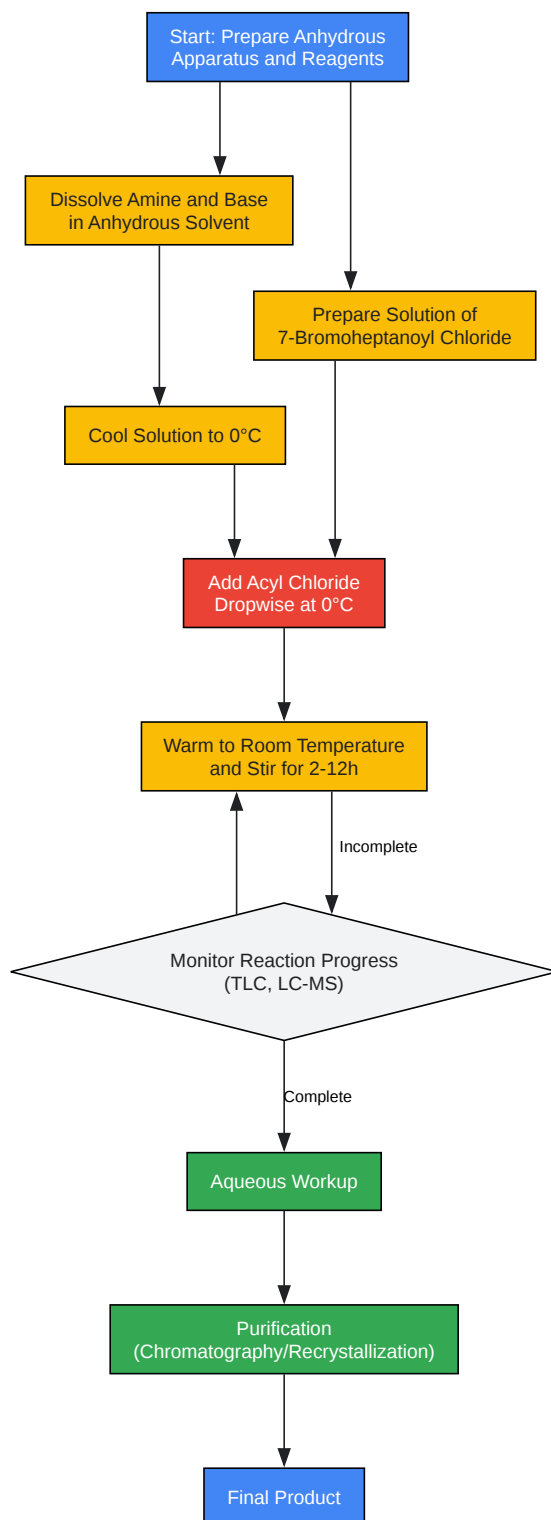 Start: Prepare Anhydrous
Apparatus and Reagents
Dissolve Amine and Base
in Anhydrous Solvent
Prepare Solution of
7-Bromoheptanoyl Chloride
Cool Solution to 0°C
Add Acyl Chloride
Dropwise at 0°C
Warm to Room Temperature
and Stir for 2-12h
Incomplete
Monitor Reaction Progress
(TLC, LC-MS)
Complete
Aqueous Workup
Purification
(Chromatography/Recrystallization)
Final Product